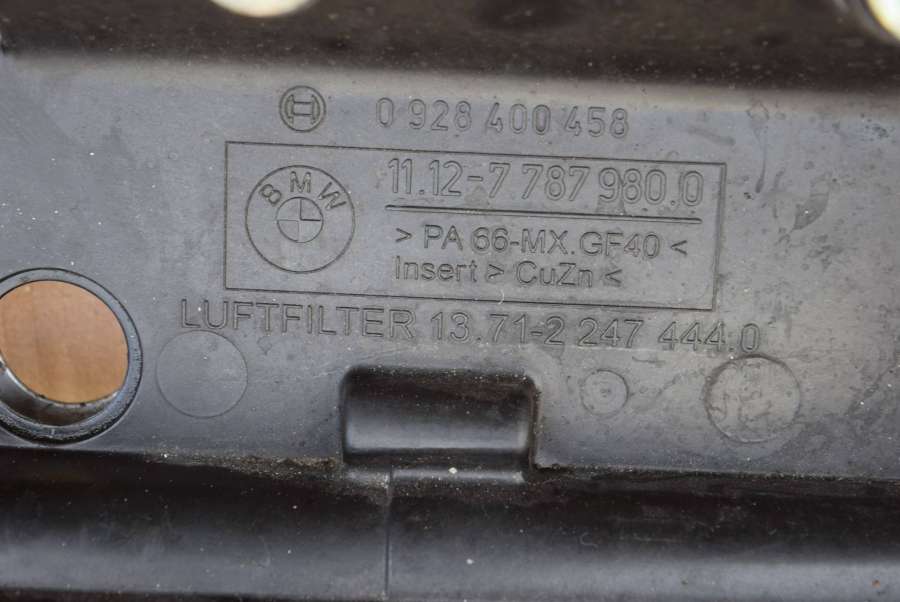 0 928 400 458
BMW
11.12-7 787 980.0
> PA 66-MX.GF40 <
Insert > CuZn <
LUFTFILTER 13.71-2 247 444.0